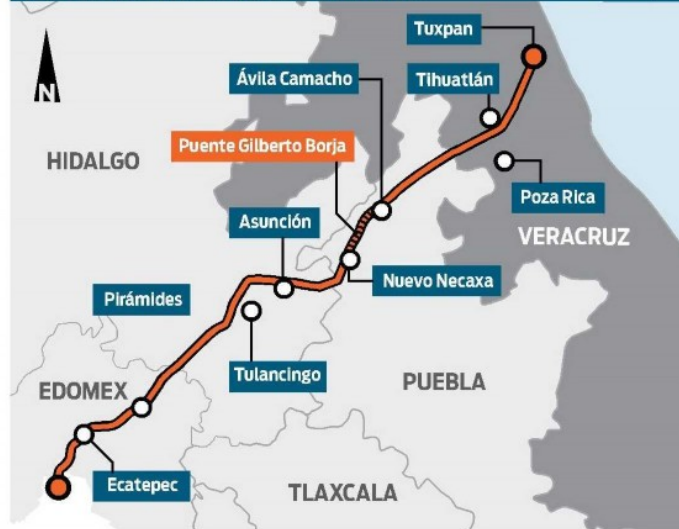 Tuxpan
Ávila Camacho
Tihuatlán
N
Puente Gilberto Borja
HIDALGO
Poza Rica
Asunción
VERACRUZ
Nuevo Necaxa
Pirámides
Tulancingo
PUEBLA
EDOMEX
Ecatepec
TLAXCALA